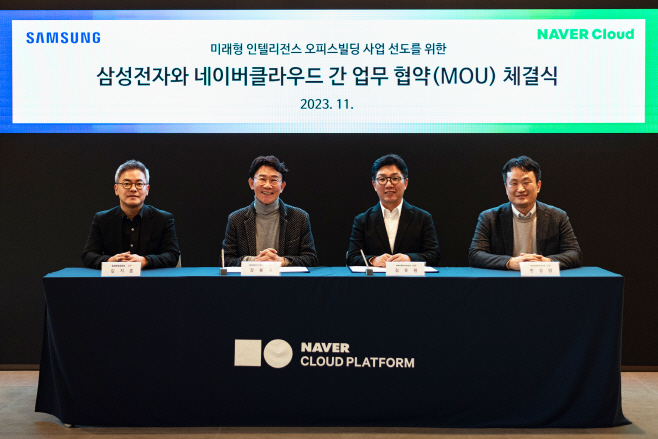 SAMSUNG
NAVER Cloud
미래형 인텔리전스 오피스빌딩 사업 선도를 위한
삼성전자와 네이버클라우드 간 업무 협약(MOU) 체결식
2023. 11.
NAVER
CLOUD PLATFORM